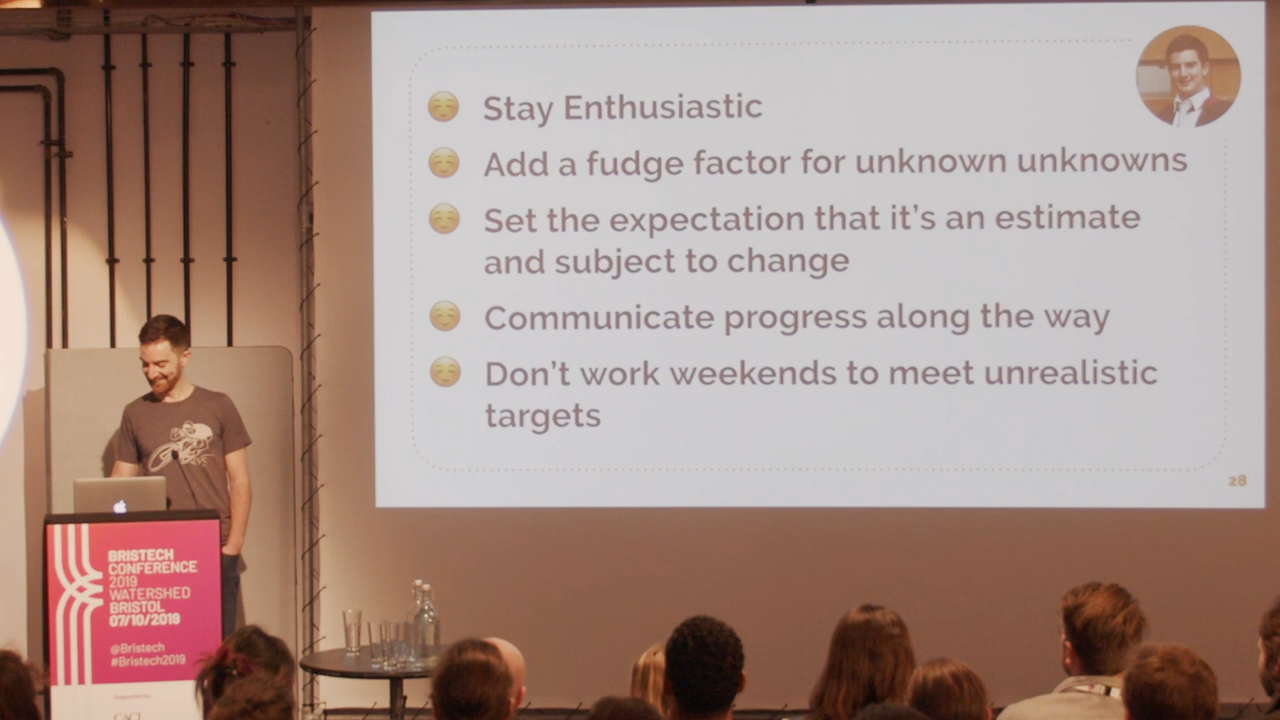 Stay Enthusiastic
Add a fudge factor for unknown unknowns
Set the expectation that it's an estimate
and subject to change
Communicate progress along the way
Don't work weekends to meet unrealistic
targets
28
BRISTECH
CONFERENCE
2019
WATERSHED
BRISTOL
07/10/2019
@Bristech
#Bristech2019
Supported by: